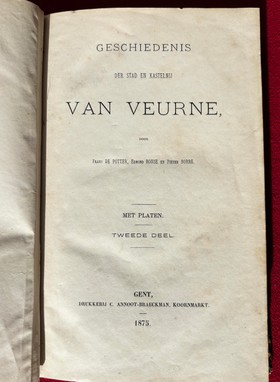 GESCHIEDENIS
DER STAD EN KASTELNIJ
VAN VEURNE,
DOOR
FRANS DE POTTER, EDMOND RONSE EN PIETER BORRE.
MET PLATEN.
TWEEDE DEEL.
GENT,
DRUKKERIJ C. ANNOOT-BRAECKMAN, KOORNMARKT.
1875.